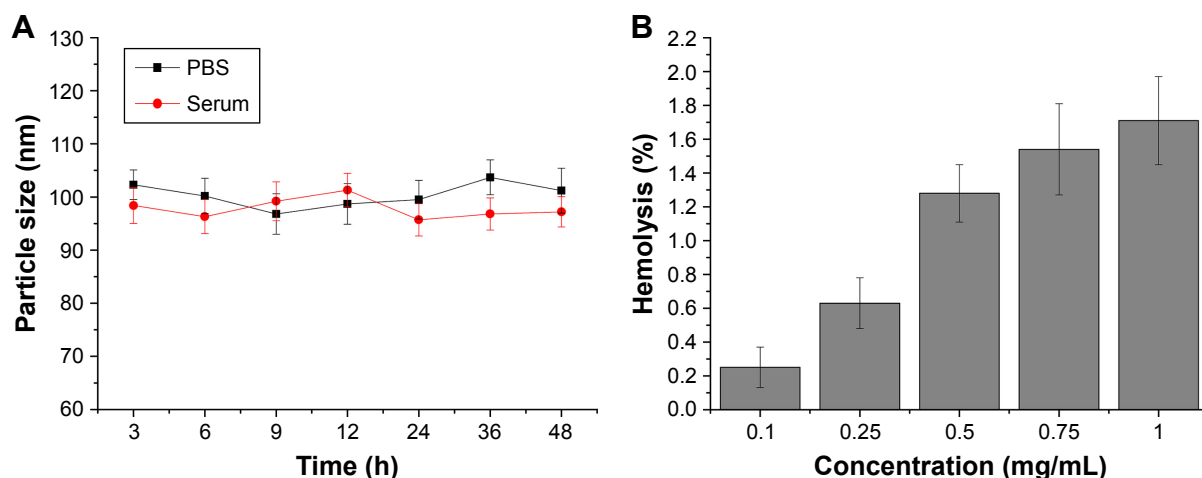 A
130
120
110
100
90
80
70
60
Particle size (nm)
PBS
Serum
3 6 9 12 24 36 48
Time (h)
B
2.2
2.0
1.8
1.6
1.4
1.2
1.0
0.8
0.6
0.4
0.2
0.0
Hemolysis (%)
0.1 0.25 0.5 0.75 1
Concentration (mg/mL)